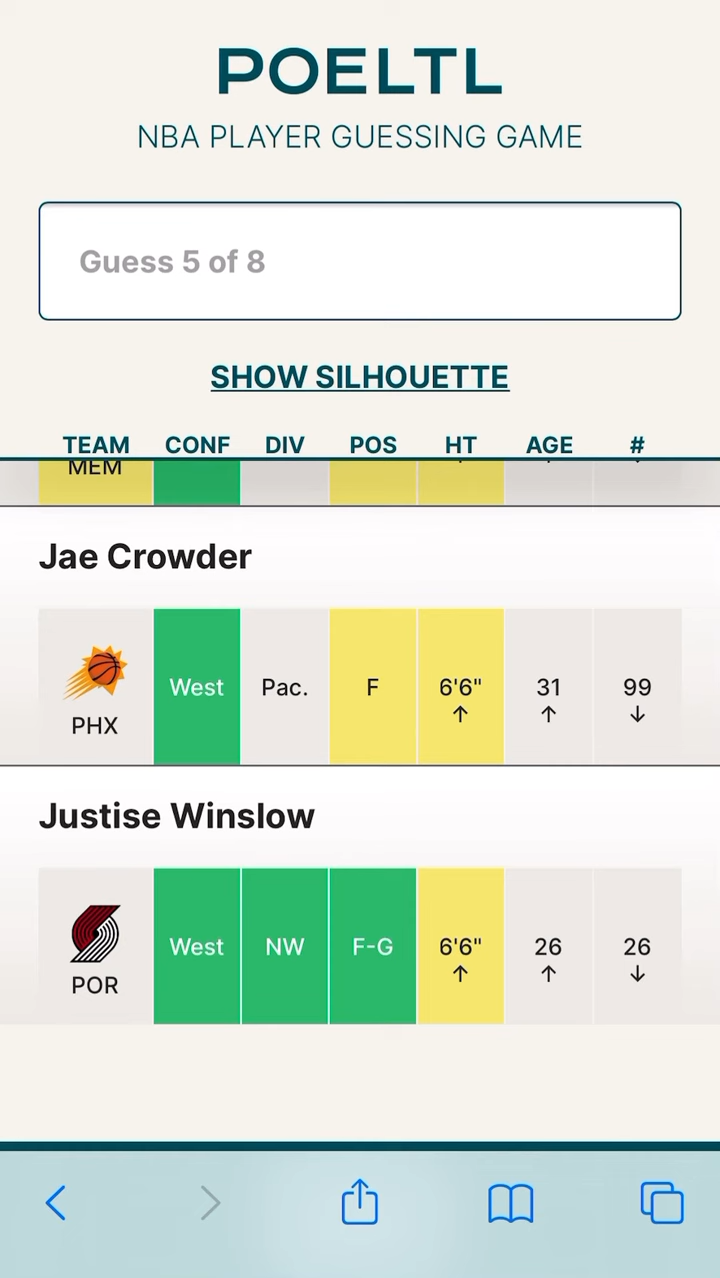 POELTL
NBA PLAYER GUESSING GAME
Guess 5 of 8
SHOW SILHOUETTE
TEAM CONF DIV POS HT AGE #
MEM
Jae Crowder
West Pac. F 6'6" 31 99
↑ ↑ ↓
PHX
Justise Winslow
West NW F-G 6'6" 26 26
↑ ↑ ↓
POR